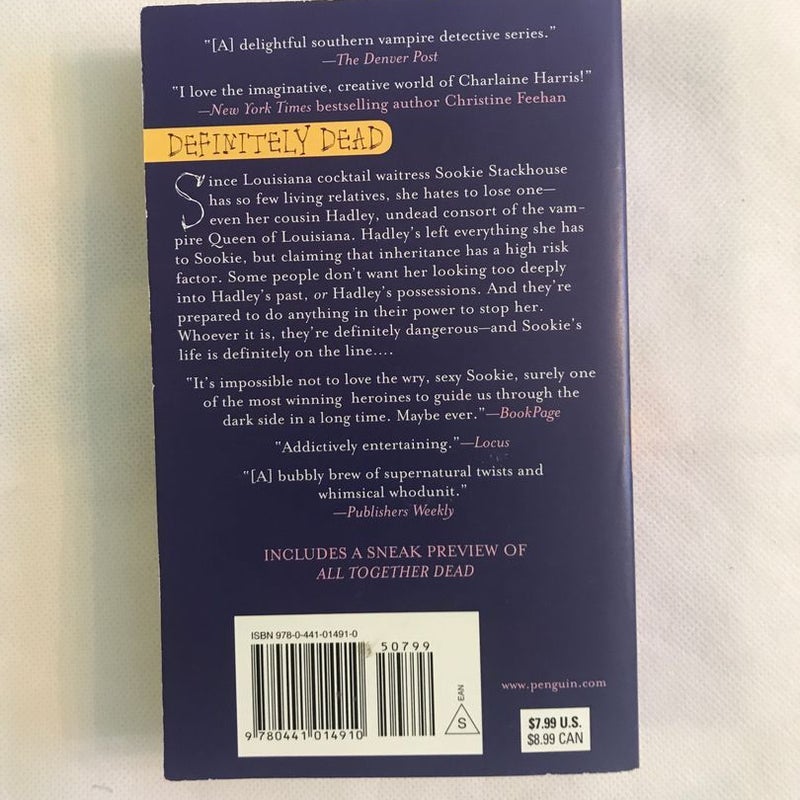 “[A] delightful southern vampire detective series.”
—The Denver Post
“I love the imaginative, creative world of Charlaine Harris!”
—New York Times bestselling author Christine Feehan
DEFINITELY DEAD
Since Louisiana cocktail waitress Sookie Stackhouse
has so few living relatives, she hates to lose one—
even her cousin Hadley, undead consort of the vam-
pire Queen of Louisiana. Hadley’s left everything she has
to Sookie, but claiming that inheritance has a high risk
factor. Some people don’t want her looking too deeply
into Hadley’s past, or Hadley’s possessions. And they’re
prepared to do anything in their power to stop her.
Whoever it is, they’re definitely dangerous—and Sookie’s
life is definitely on the line....
“It’s impossible not to love the wry, sexy Sookie, surely one
of the most winning heroines to guide us through the
dark side in a long time. Maybe ever.”—BookPage
“Addictively entertaining.”—Locus
“[A] bubbly brew of supernatural twists and
whimsical whodunit.”
—Publishers Weekly
INCLUDES A SNEAK PREVIEW OF
ALL TOGETHER DEAD
ISBN 978-0-441-01491-0
50799
9 780441 014910
EAN
S
www.penguin.com
$7.99 U.S.
$8.99 CAN